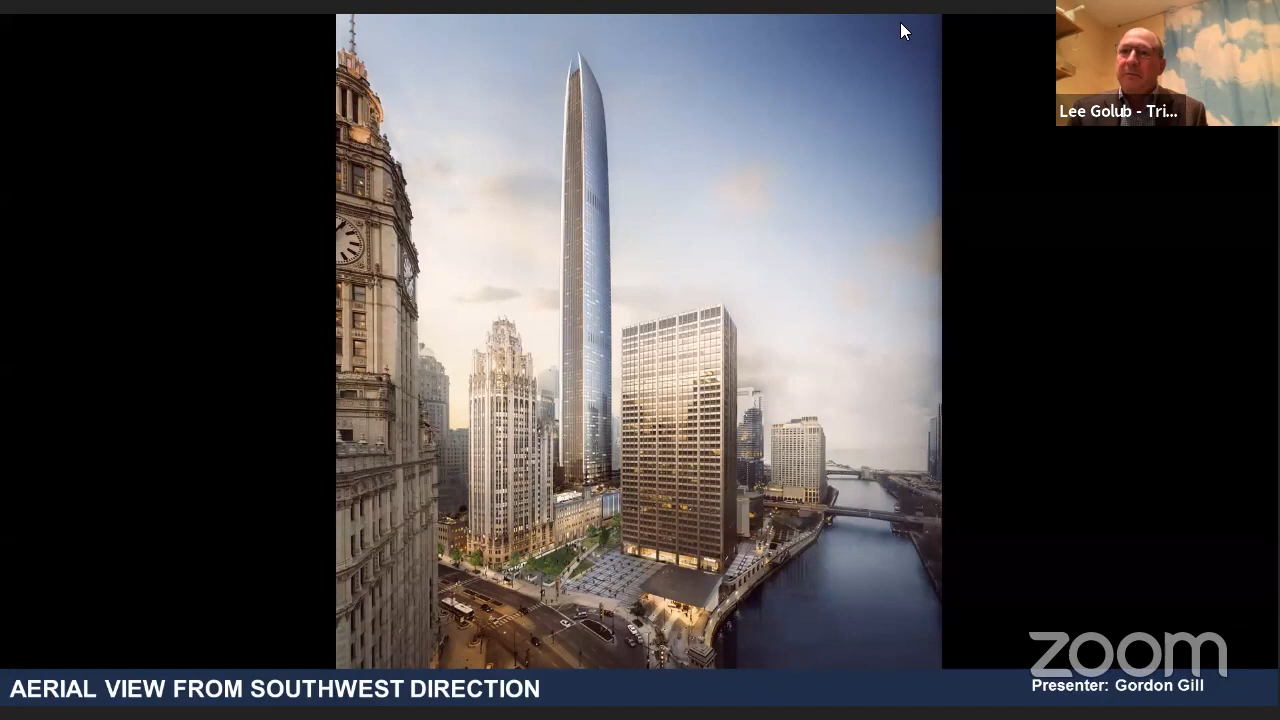 Lee Golub - Tri...
zoom
AERIAL VIEW FROM SOUTHWEST DIRECTION
Presenter: Gordon Gill